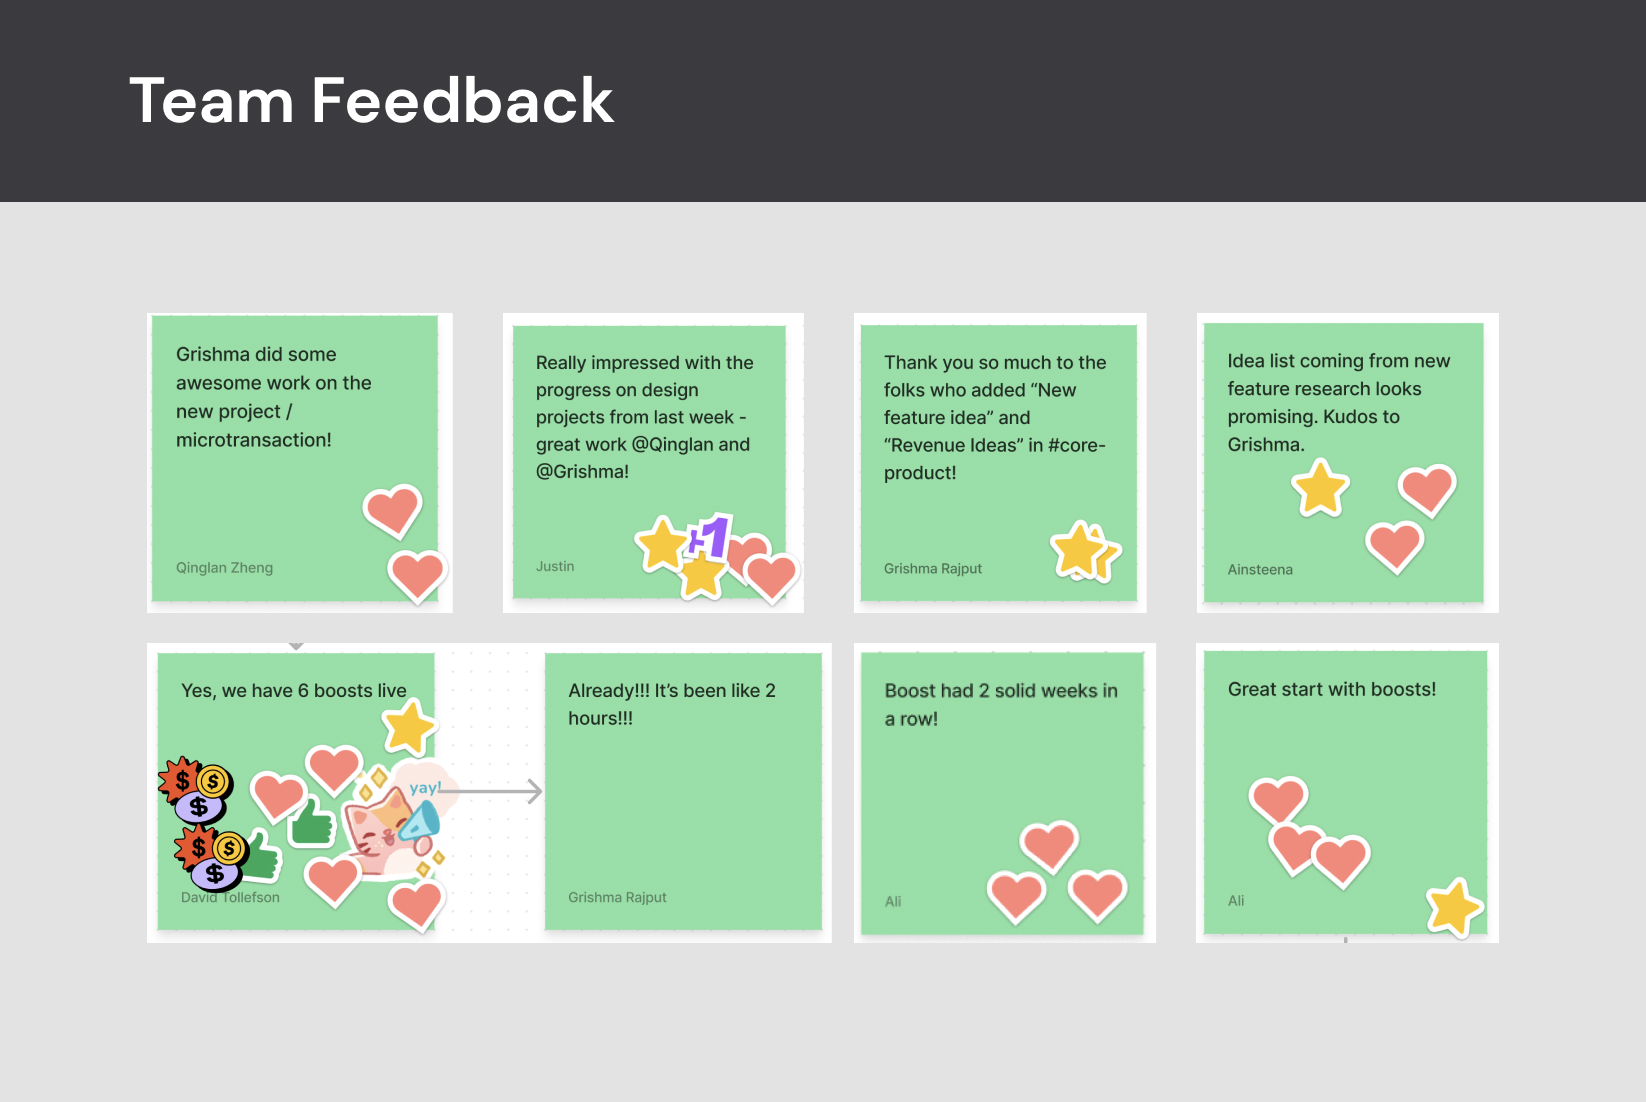 Team Feedback
Grishma did some
awesome work on the
new project /
microtransaction!
Qinglan Zheng
Really impressed with the
progress on design
projects from last week -
great work @Qinglan and
@Grishma!
Justin
+1
Thank you so much to the
folks who added “New
feature idea” and
“Revenue Ideas” in #core-
product!
Grishma Rajput
Idea list coming from new
feature research looks
promising. Kudos to
Grishma.
Ainsteena
Yes, we have 6 boosts live
yay!
$ $
$
$ $
$
David Tollefson
Already!!! It’s been like 2
hours!!!
Grishma Rajput
Boost had 2 solid weeks in
a row!
Ali
Great start with boosts!
Ali